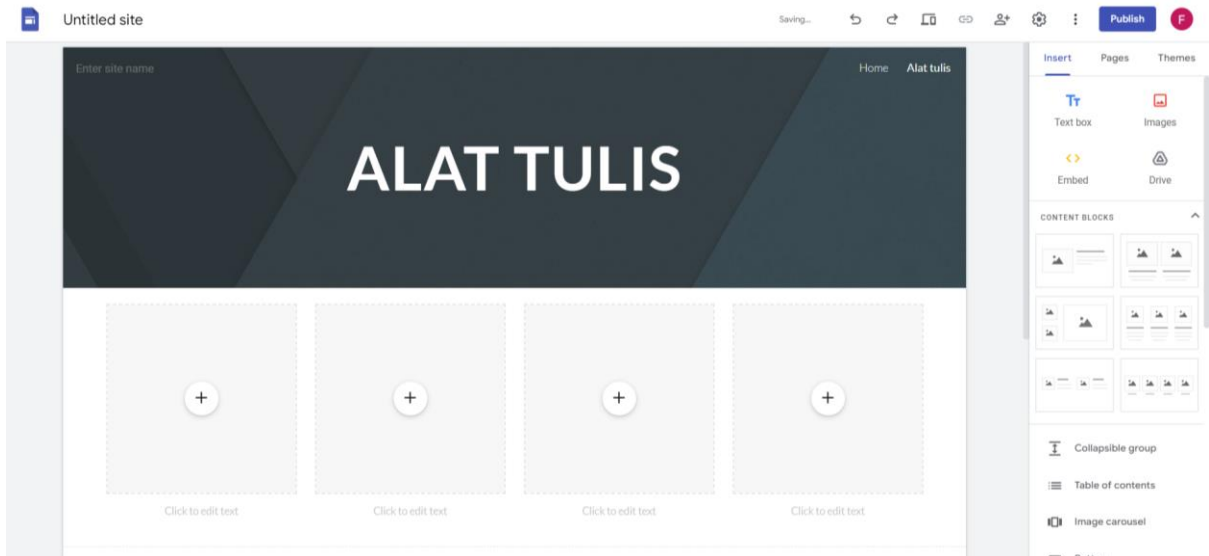 Untitled site
Saving...
Publish
F
Enter site name
Home
Alat tulis
ALAT TULIS
Click to edit text
Click to edit text
Click to edit text
Click to edit text
Insert
Pages
Themes
Text box
Images
Embed
Drive
CONTENT BLOCKS
Collapsible group
Table of contents
Image carousel